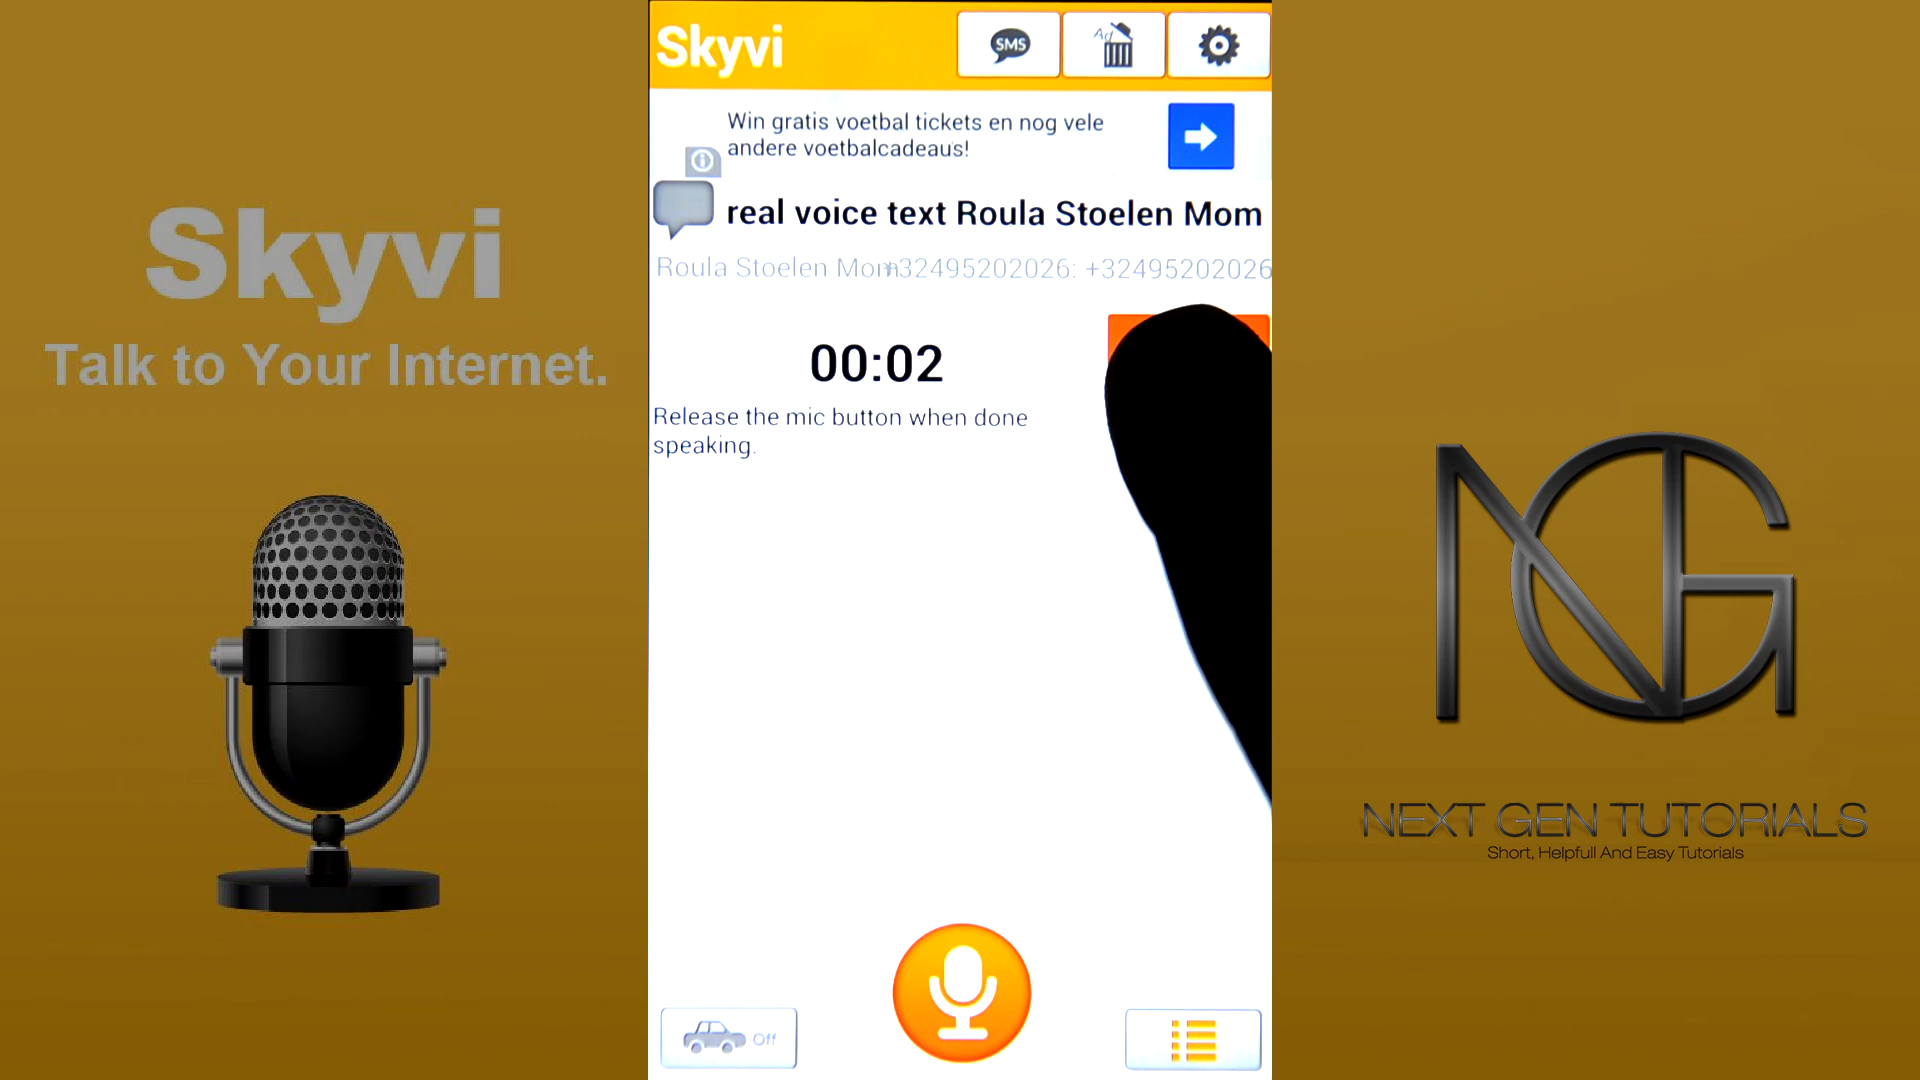 Skyvi
Talk to Your Internet.
Skyvi
SMS
Ad
Win gratis voetbal tickets en nog vele
andere voetbalcadeaus!
real voice text Roula Stoelen Mom
Roula Stoelen Mom +32495202026: +32495202026
00:02
Release the mic button when done
speaking.
Off
NG
NEXT GEN TUTORIALS
Short, Helpfull And Easy Tutorials